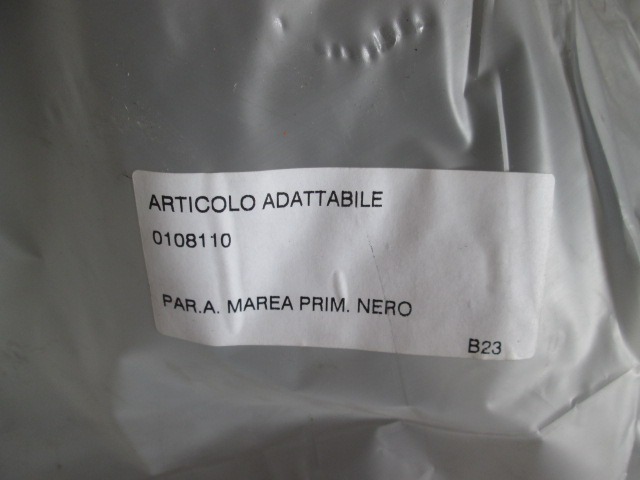 ARTICOLO ADATTABILE
0108110
PAR.A. MAREA PRIM. NERO
B23